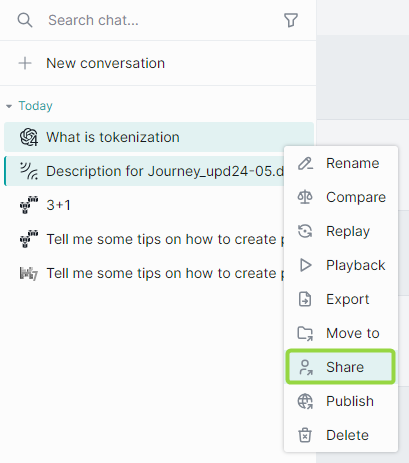 Search chat...
New conversation
Today
What is tokenization
Description for Journey_upd24-05.d
3+1
Tell me some tips on how to create p
Tell me some tips on how to create p
Rename
Compare
Replay
Playback
Export
Move to
Share
Publish
Delete